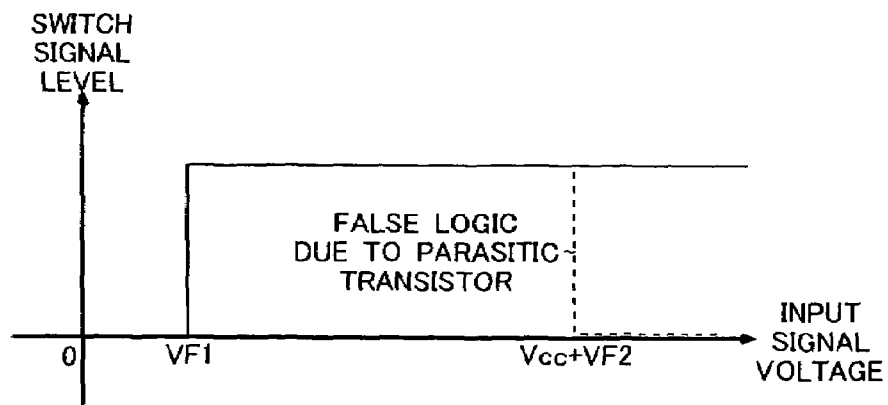 SWITCH
SIGNAL
LEVEL
FALSE LOGIC
DUE TO PARASITIC
TRANSISTOR
0
VF1
Vcc+VF2
INPUT
SIGNAL
VOLTAGE